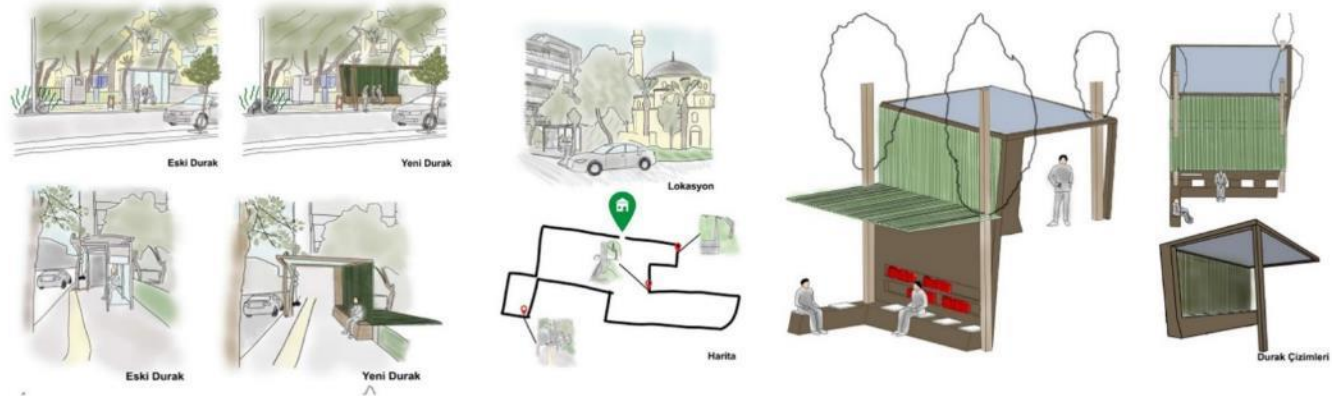 Eski Durak
Yeni Durak
Lokasyon
Eski Durak
Yeni Durak
Harita
Durak Çizimleri